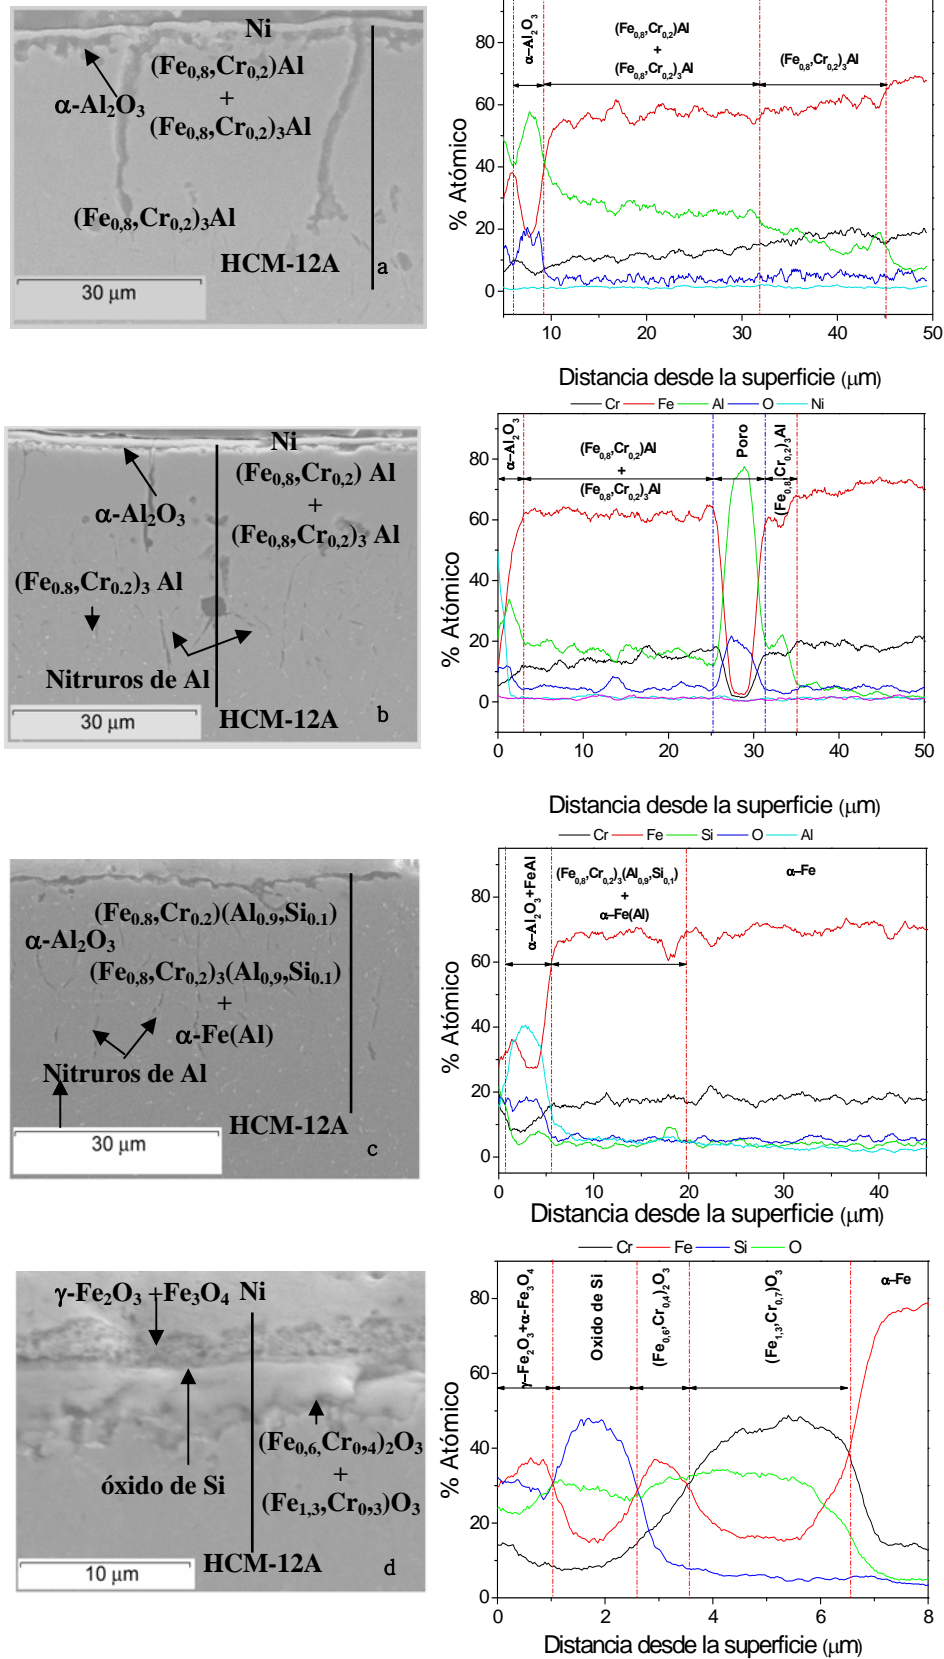 Ni
(Fe0,8,Cr0,2)Al
+
α-Al2O3
(Fe0,8,Cr0,2)3Al
(Fe0,8,Cr0,2)3Al
HCM-12A
a
30 μm
80
60
40
20
0
% Atómico
α–Al2O3
(Fe0,8,Cr0,2)Al
+
(Fe0,8,Cr0,2)3Al
(Fe0,8,Cr0,2)3Al
10 20 30 40 50
Distancia desde la superficie (μm)
Ni
(Fe0,8,Cr0,2) Al
+
α-Al2O3
(Fe0,8,Cr0,2)3 Al
(Fe0.8,Cr0.2)3 Al
Nitruros de Al
30 μm
b
HCM-12A
Cr Fe Al O Ni
80
60
40
20
0
% Atómico
α–Al2O3
(Fe0,8,Cr0,2)Al
+
(Fe0,8,Cr0,2)3Al
Poro
(Fe0,8,Cr0,2)3Al
0 10 20 30 40 50
Distancia desde la superficie (μm)
(Fe0.8,Cr0.2)(Al0.9,Si0.1)
α-Al2O3
(Fe0,8,Cr0,2)3(Al0,9,Si0.1)
+
α-Fe(Al)
Nitruros de Al
HCM-12A
30 μm
c
Cr Fe Si O Al
80
60
40
20
0
% Atómico
α–Al2O3+FeAl
(Fe0,8,Cr0,2)3(Al0,9,Si0,1)
+
α–Fe(Al)
α–Fe
0 10 20 30 40
Distancia desde la superficie (μm)
γ-Fe2O3 +Fe3O4 Ni
(Fe0,6,Cr0,4)2O3
+
óxido de Si
(Fe1,3,Cr0,3)O3
HCM-12A
10 μm
d
Cr Fe Si O
80
60
40
20
0
% Atómico
γ–Fe2O3+α-Fe3O4
Oxido de Si
(Fe0,6,Cr0,4)2O3
(Fe1,3,Cr0,7)O3
α–Fe
0 2 4 6 8
Distancia desde la superficie (μm)